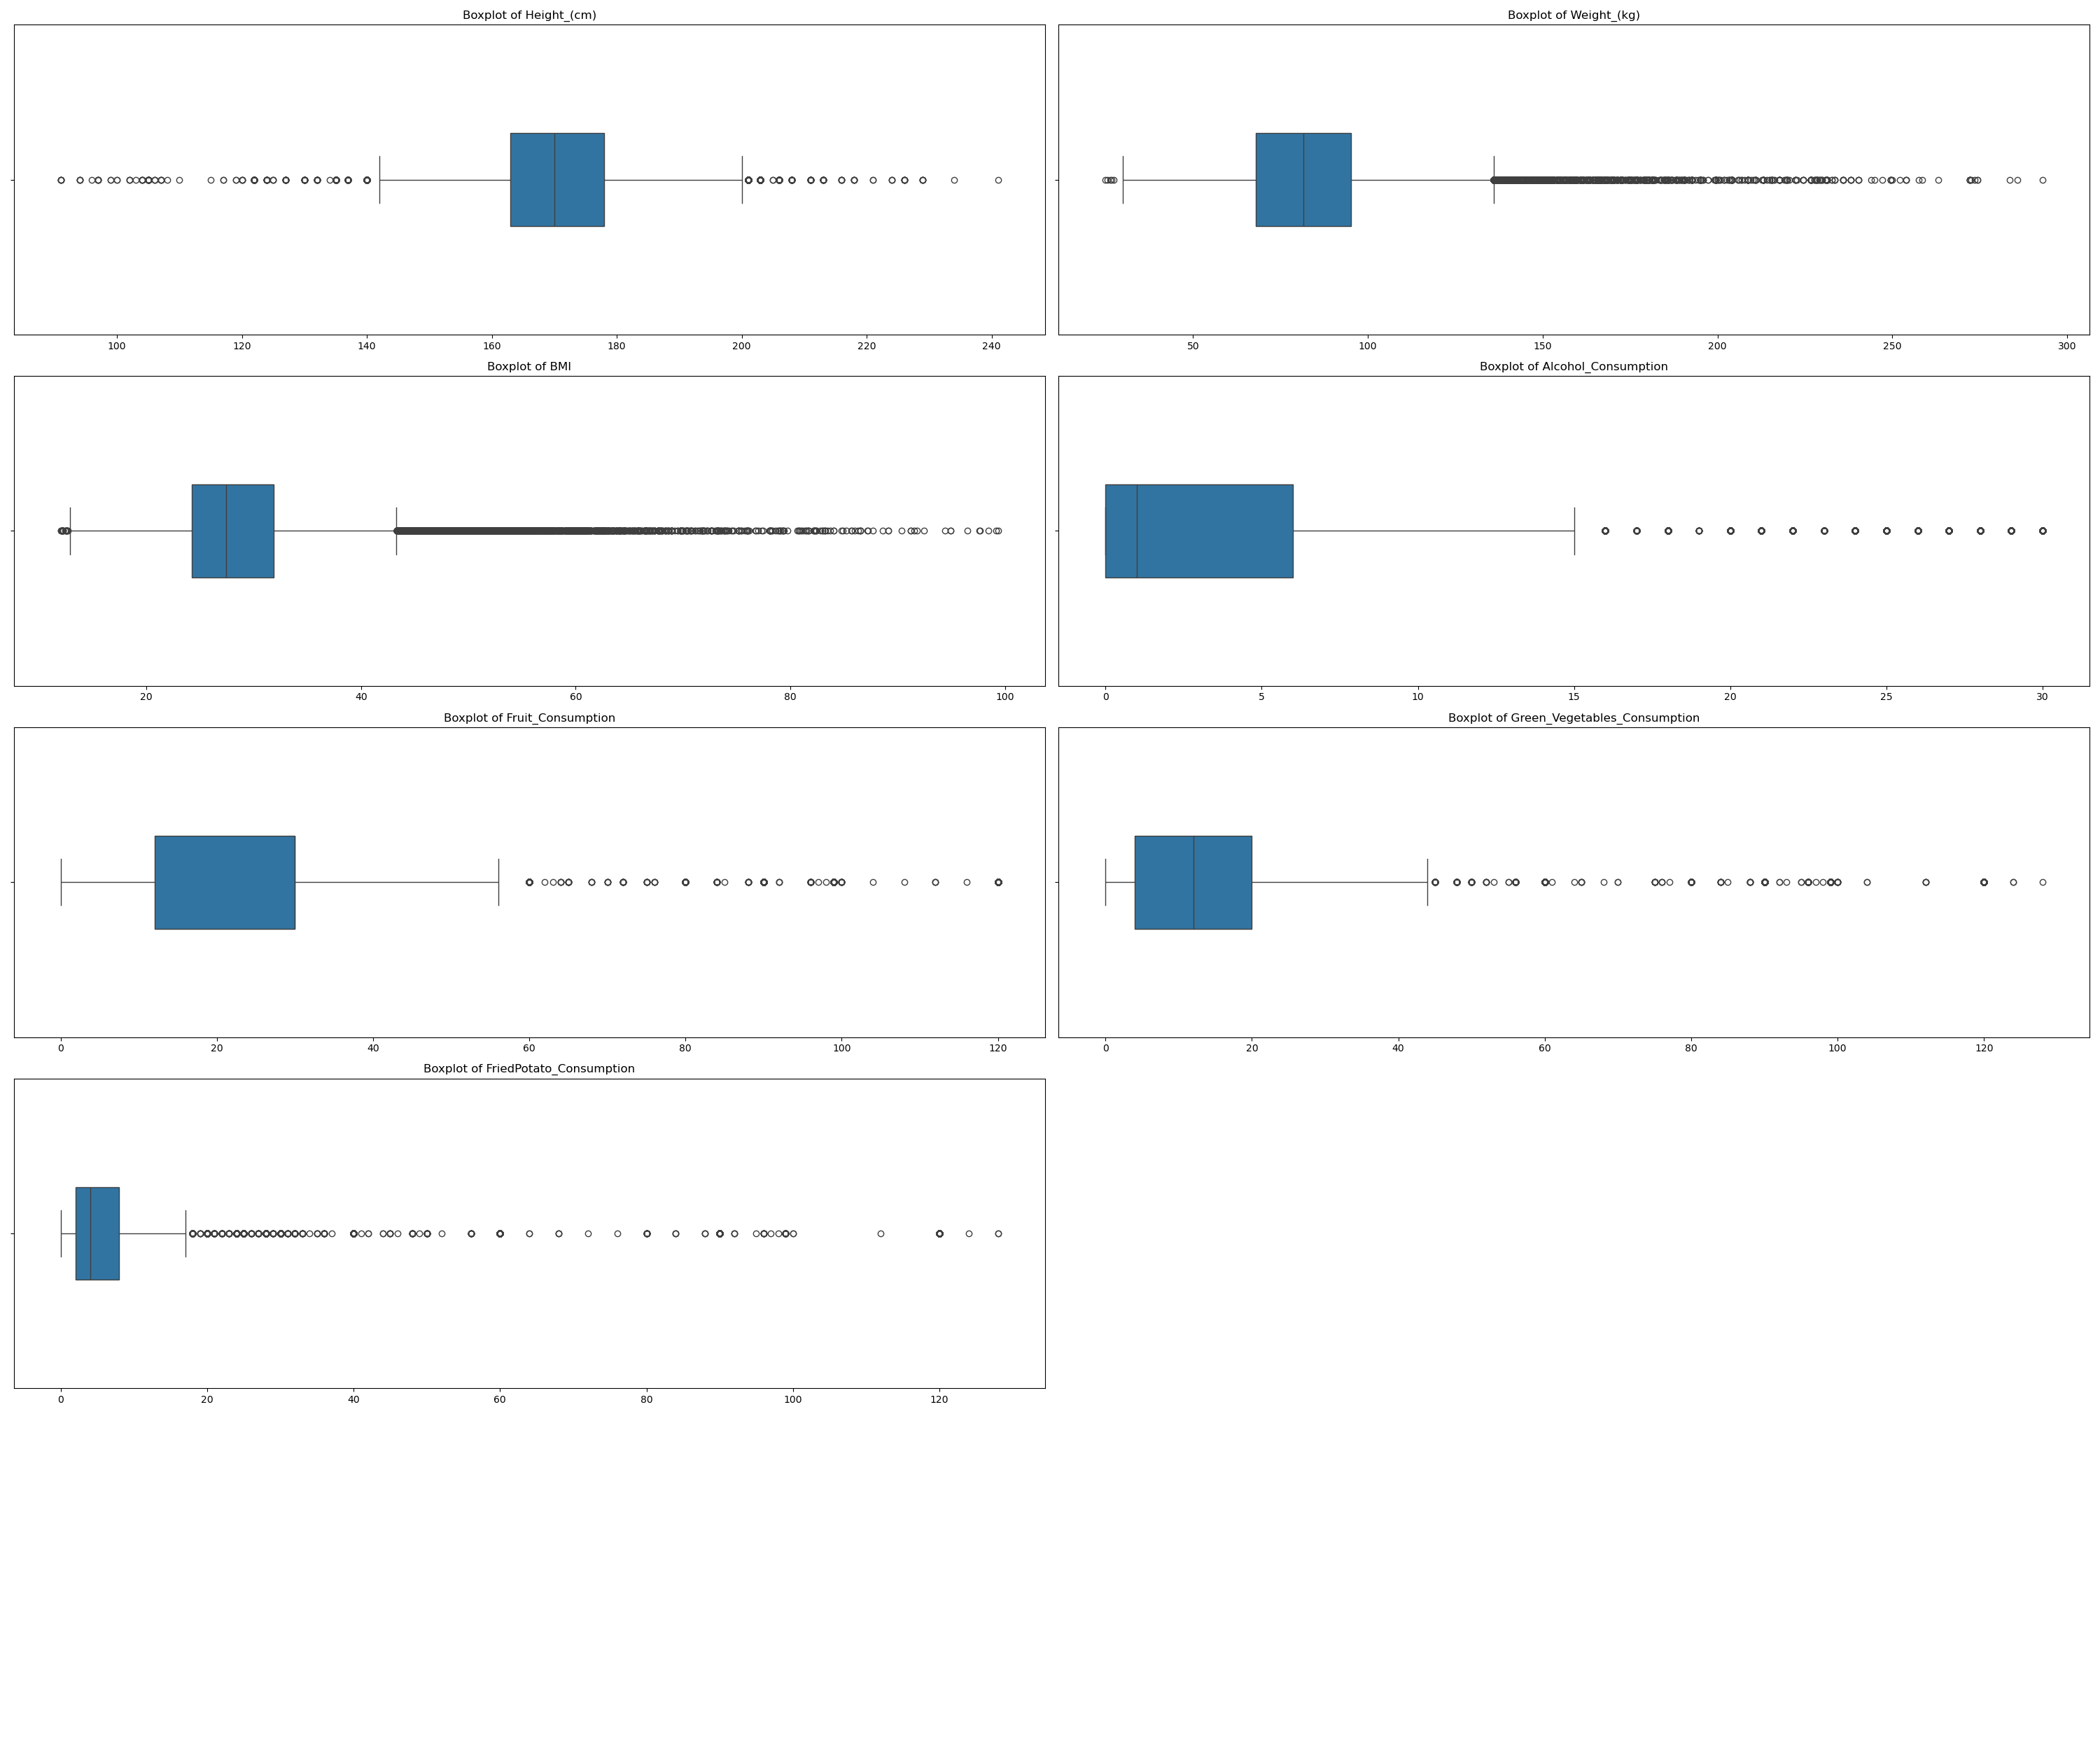 Boxplot of Height_(cm)
100 120 140 160 180 200 220 240
Boxplot of Weight_(kg)
50 100 150 200 250 300
Boxplot of BMI
20 40 60 80 100
Boxplot of Alcohol_Consumption
0 5 10 15 20 25 30
Boxplot of Fruit_Consumption
0 20 40 60 80 100 120
Boxplot of Green_Vegetables_Consumption
0 20 40 60 80 100 120
Boxplot of FriedPotato_Consumption
0 20 40 60 80 100 120